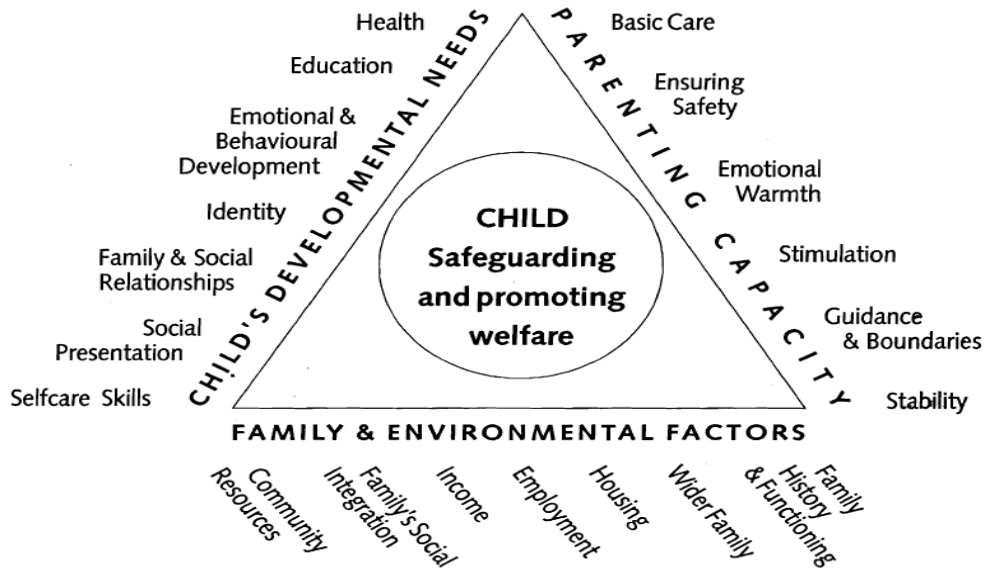 Health
Education
Emotional &
Behavioural
Development
Identity
Family & Social
Relationships
Social
Presentation
Selfcare Skills
CHILD'S DEVELOPMENTAL NEEDS
PARENTING CAPACITY
Basic Care
Ensuring
Safety
Emotional
Warmth
Stimulation
Guidance
& Boundaries
Stability
CHILD
Safeguarding
and promoting
welfare
FAMILY & ENVIRONMENTAL FACTORS
Community
Resources
Family's Social
Integration
Income
Employment
Housing
Wider Family
Family
History
& Functioning